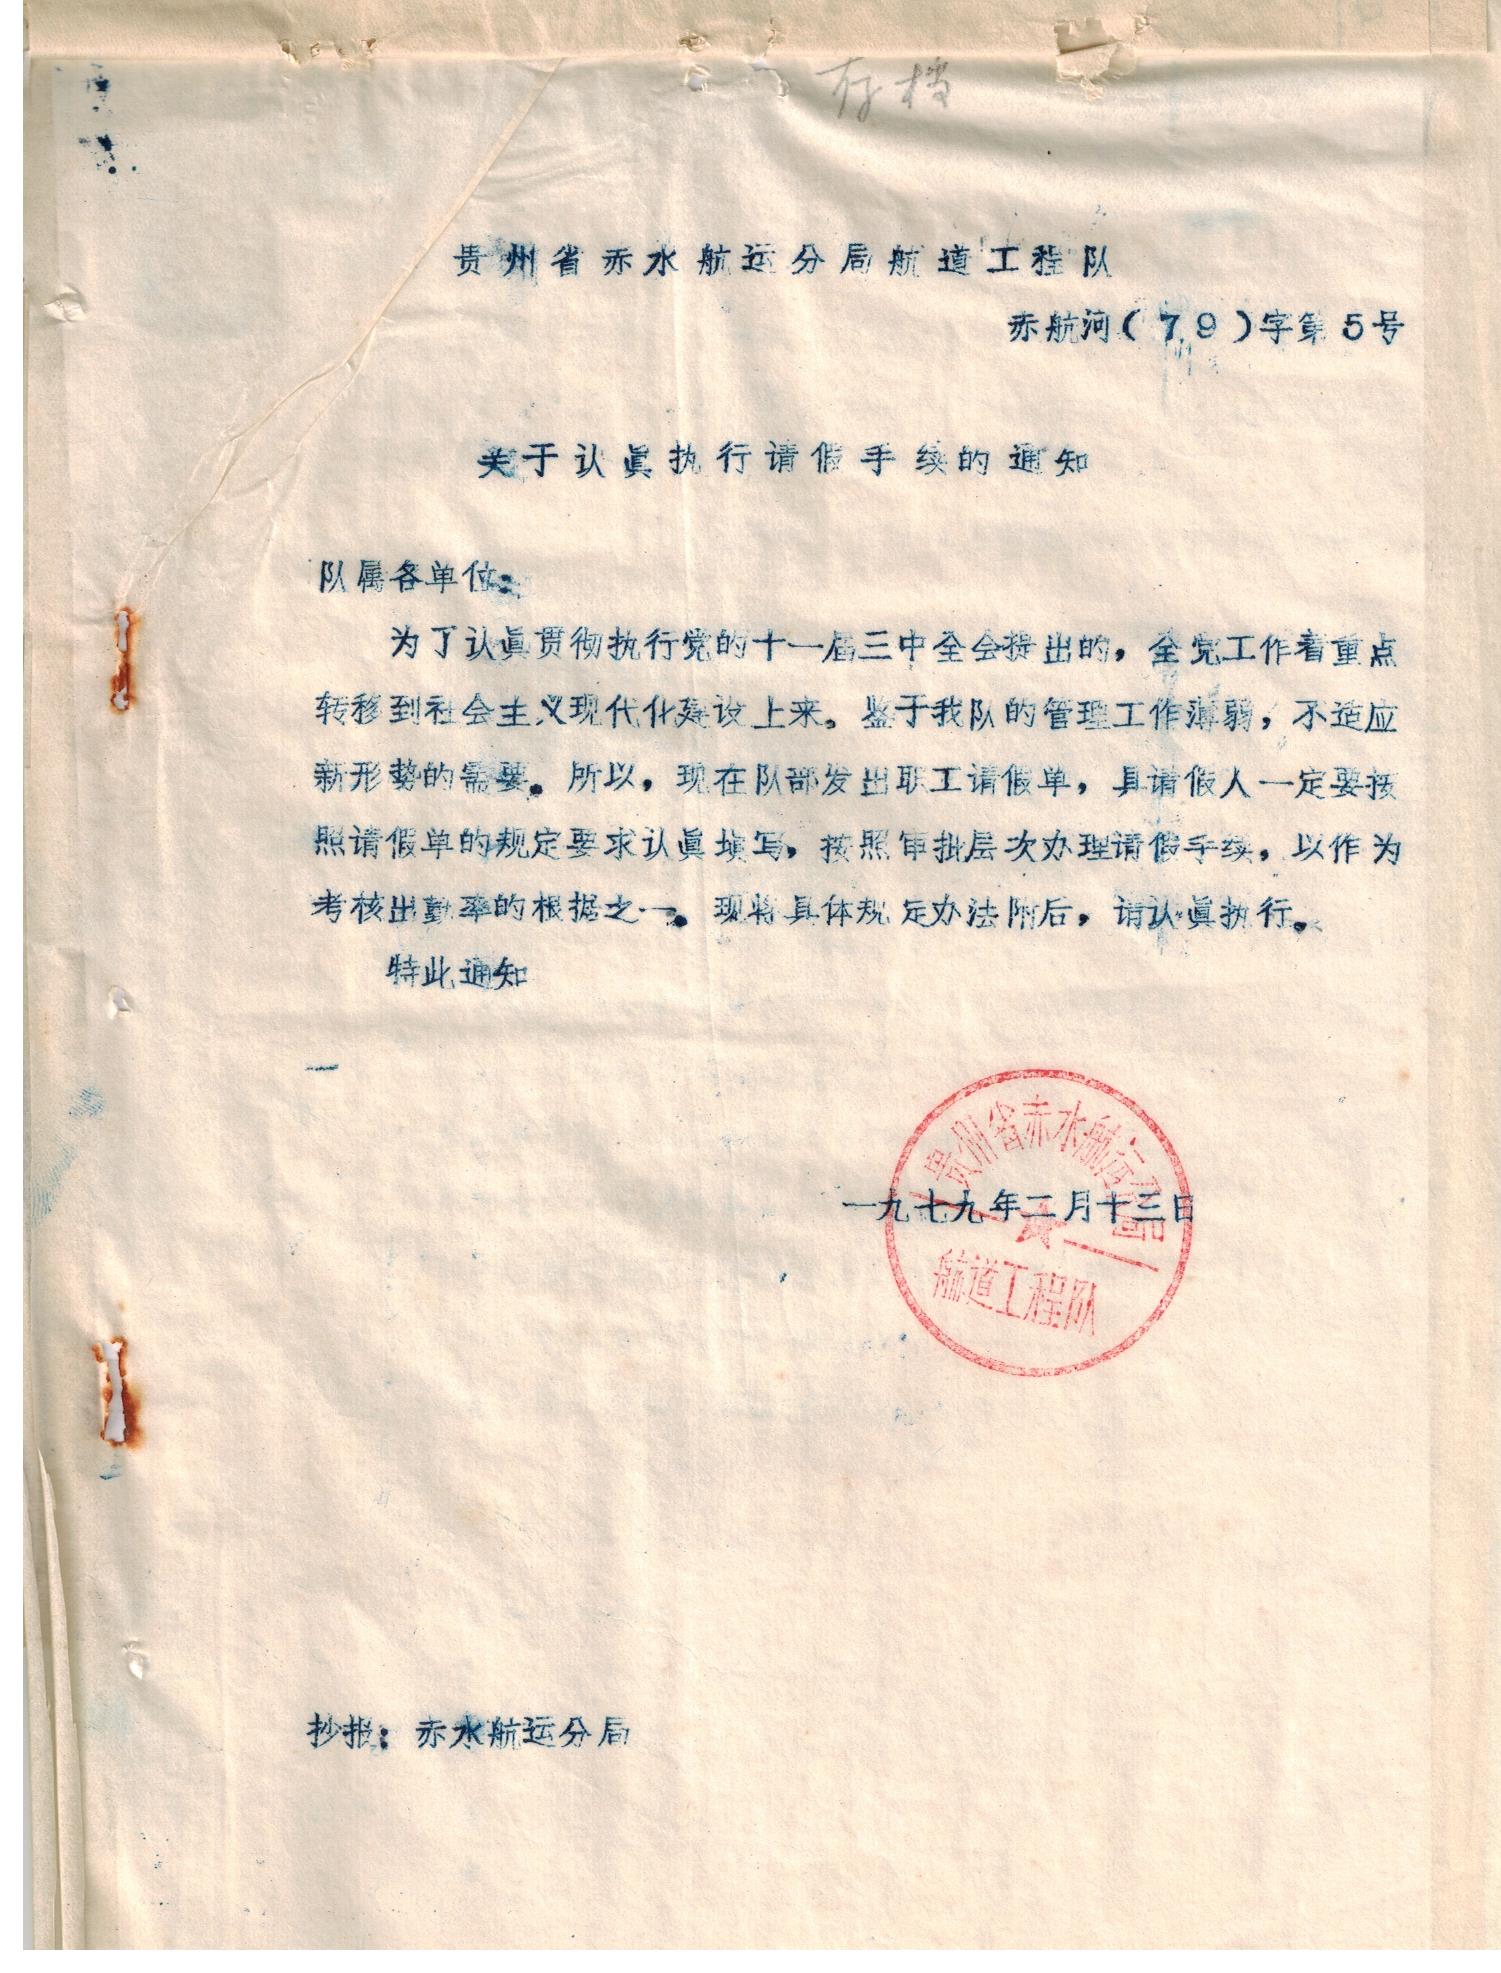 存档
贵州省赤水航运分局航道工程队
赤航河(79)字第5号
关于认眞执行请假手续的通知
队属各单位:
为了认眞贯彻执行党的十一届三中全会提出的,全党工作着重点
转移到社会主义现代化建设上来。鉴于我队的管理工作薄弱,不适应
新形势的需要。所以,现在队部发出职工请假单,具请假人一定要按
照请假单的规定要求认眞填写,按照审批层次办理请假手续,以作为
考核出勤率的根据之一。现将具体规定办法附后,请认眞执行。
特此通知
贵州省赤水航运分局
一九七九年二月十三日
航道工程队
抄报:赤水航运分局